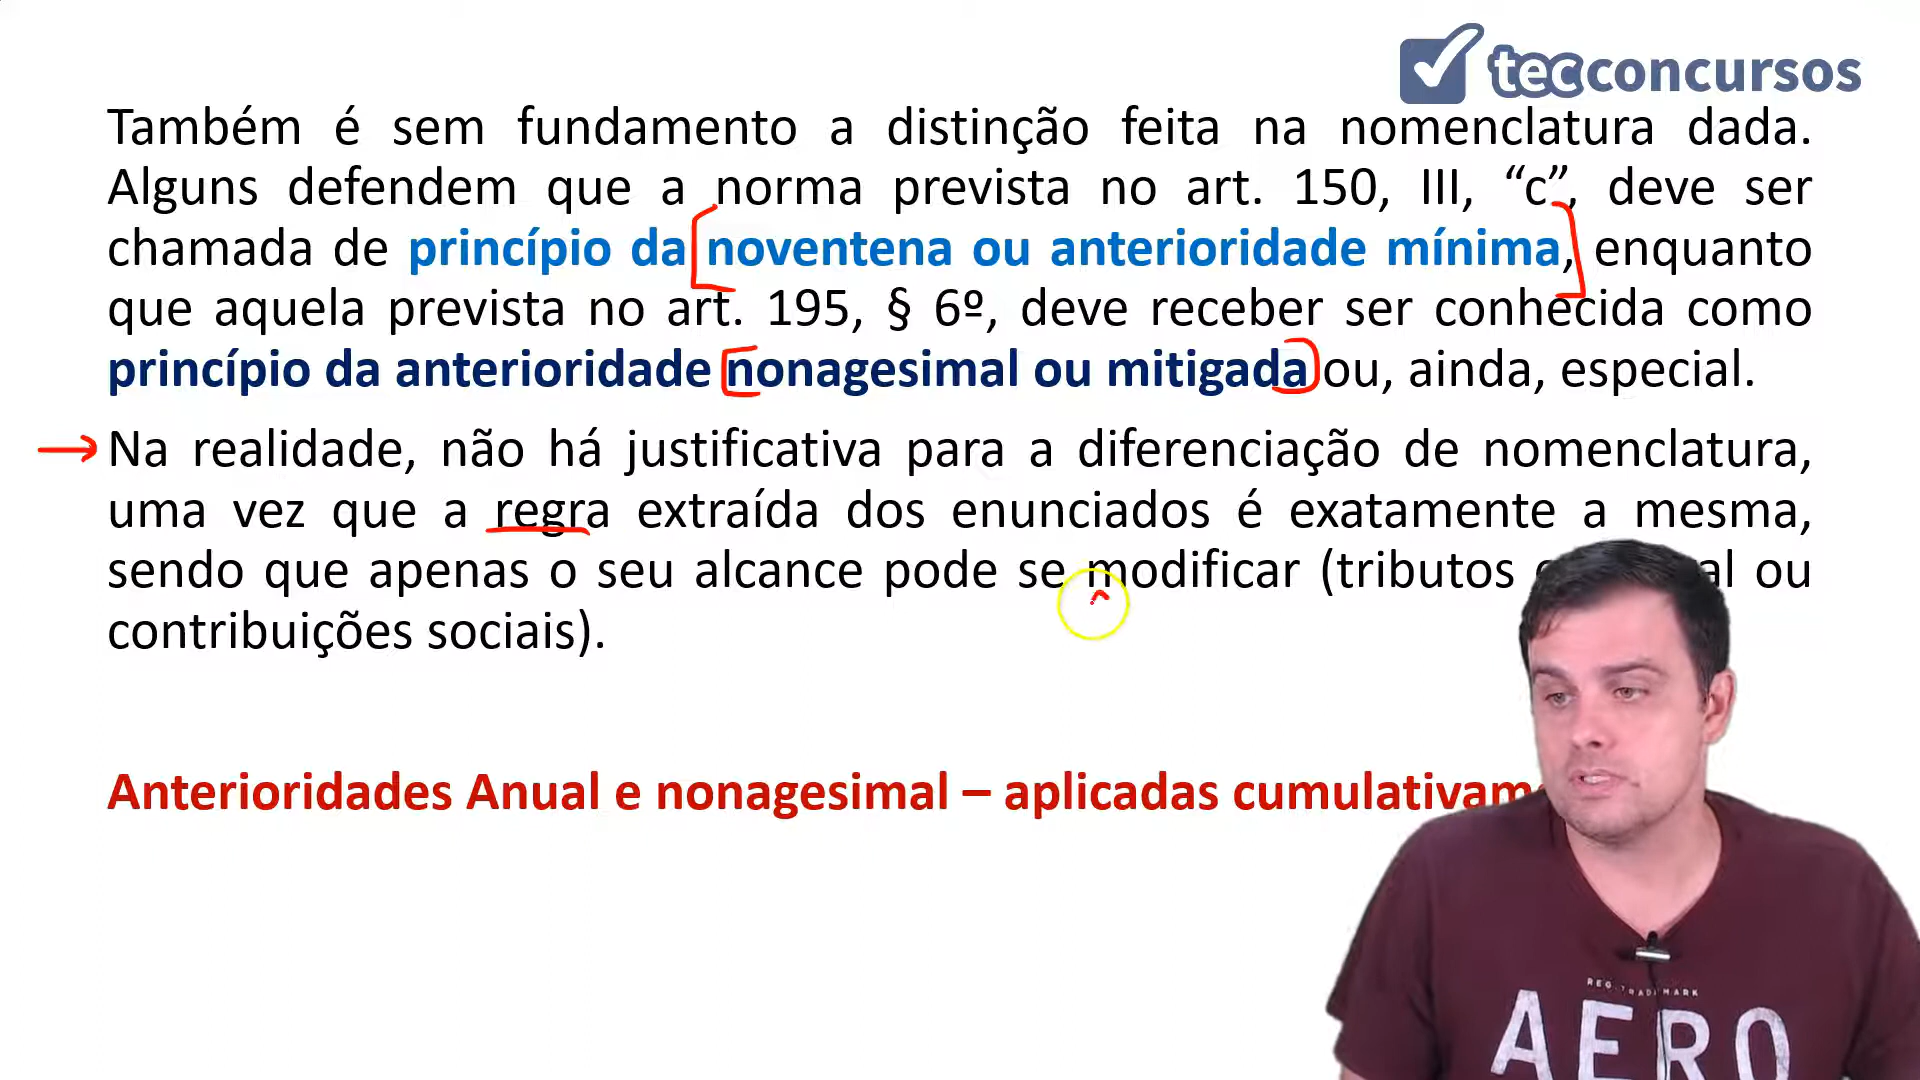 tecconcursos
Também é sem fundamento a distinção feita na nomenclatura dada.
Alguns defendem que a norma prevista no art. 150, III, “c”, deve ser
chamada de princípio da noventena ou anterioridade mínima, enquanto
que aquela prevista no art. 195, § 6º, deve receber ser conhecida como
princípio da anterioridade nonagesimal ou mitigada ou, ainda, especial.
Na realidade, não há justificativa para a diferenciação de nomenclatura,
uma vez que a regra extraída dos enunciados é exatamente a mesma,
sendo que apenas o seu alcance pode se modificar (tributos ou
contribuições sociais).
Anterioridades Anual e nonagesimal – aplicadas
REG. TRADEMARK
AERO